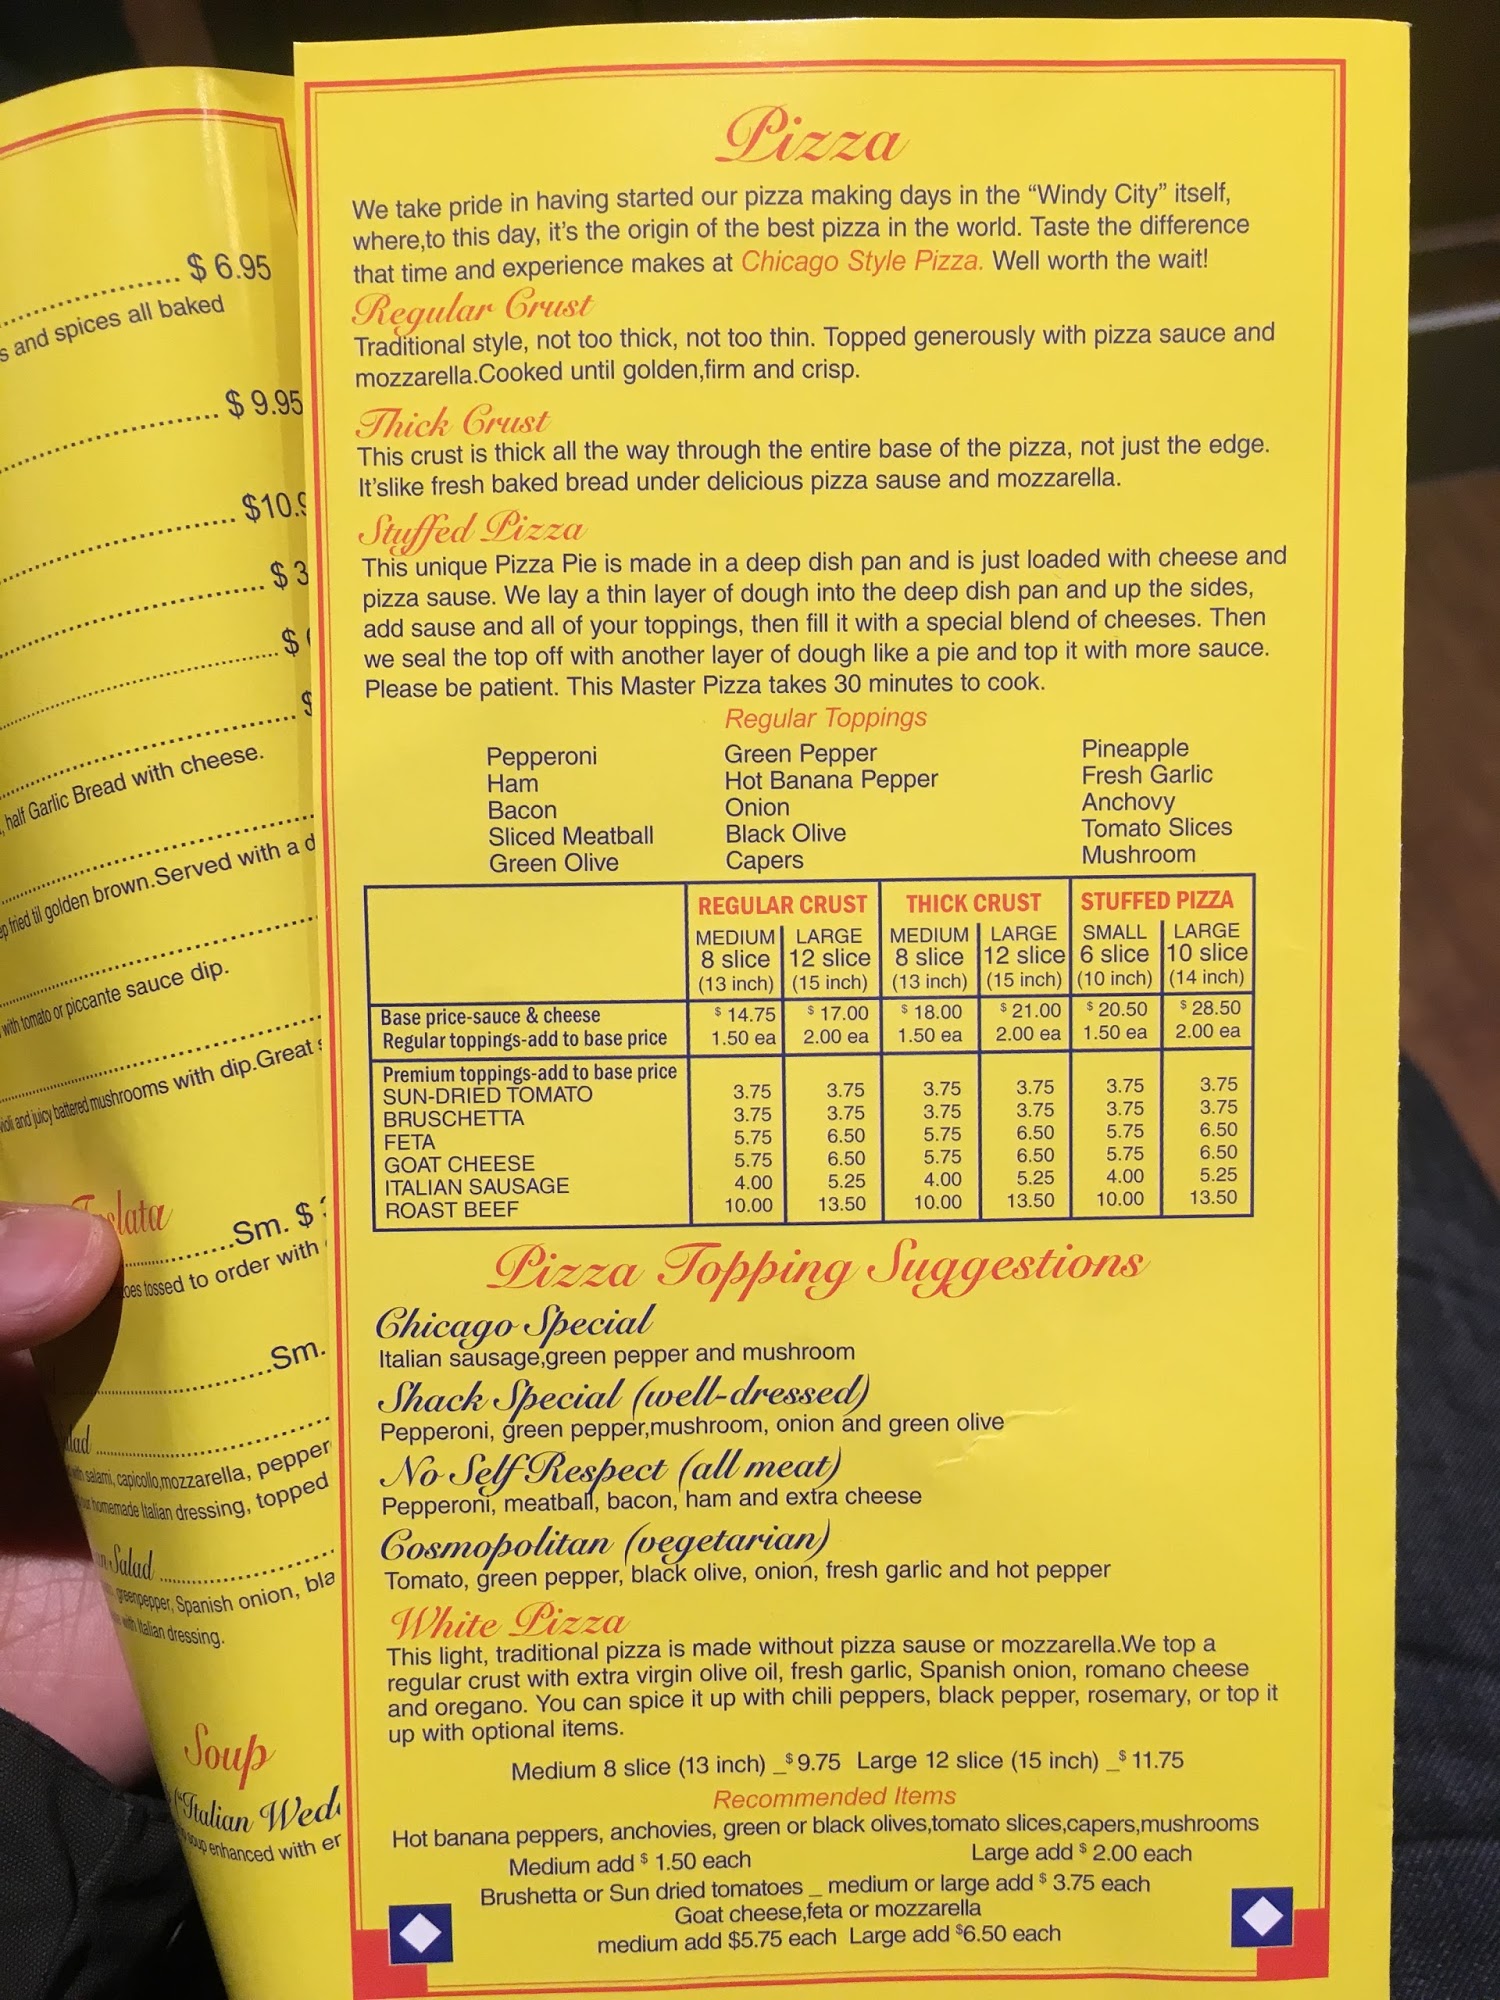 $ 6.95
s and spices all baked
$ 9.95
$10.9
$ 3
$
$
, half Garlic Bread with cheese.
fried til golden brown.Served with a d
with tomato or piccante sauce dip.
and juicy battered mushrooms with dip.Great
Sm. $
tossed to order with
Sm.
with salami, capicollo,mozzarella, pepper
homemade Italian dressing, topped
Salad
greenpepper, Spanish onion, bla
with Italian dressing.
Soup
("Italian Wed
soup enhanced with en
Pizza
We take pride in having started our pizza making days in the “Windy City” itself,
where,to this day, it’s the origin of the best pizza in the world. Taste the difference
that time and experience makes at Chicago Style Pizza. Well worth the wait!
Regular Crust
Traditional style, not too thick, not too thin. Topped generously with pizza sauce and
mozzarella.Cooked until golden,firm and crisp.
Thick Crust
This crust is thick all the way through the entire base of the pizza, not just the edge.
It’slike fresh baked bread under delicious pizza sause and mozzarella.
Stuffed Pizza
This unique Pizza Pie is made in a deep dish pan and is just loaded with cheese and
pizza sause. We lay a thin layer of dough into the deep dish pan and up the sides,
add sause and all of your toppings, then fill it with a special blend of cheeses. Then
we seal the top off with another layer of dough like a pie and top it with more sauce.
Please be patient. This Master Pizza takes 30 minutes to cook.
Regular Toppings
Pepperoni Green Pepper Pineapple
Ham Hot Banana Pepper Fresh Garlic
Bacon Onion Anchovy
Sliced Meatball Black Olive Tomato Slices
Green Olive Capers Mushroom
REGULAR CRUST THICK CRUST STUFFED PIZZA
MEDIUM LARGE MEDIUM LARGE SMALL LARGE
8 slice 12 slice 8 slice 12 slice 6 slice 10 slice
(13 inch) (15 inch) (13 inch) (15 inch) (10 inch) (14 inch)
Base price-sauce & cheese $ 14.75 $ 17.00 $ 18.00 $ 21.00 $ 20.50 $ 28.50
Regular toppings-add to base price 1.50 ea 2.00 ea 1.50 ea 2.00 ea 1.50 ea 2.00 ea
Premium toppings-add to base price
SUN-DRIED TOMATO 3.75 3.75 3.75 3.75 3.75 3.75
BRUSCHETTA 3.75 3.75 3.75 3.75 3.75 3.75
FETA 5.75 6.50 5.75 6.50 5.75 6.50
GOAT CHEESE 5.75 6.50 5.75 6.50 5.75 6.50
ITALIAN SAUSAGE 4.00 5.25 4.00 5.25 4.00 5.25
ROAST BEEF 10.00 13.50 10.00 13.50 10.00 13.50
Pizza Topping Suggestions
Chicago Special
Italian sausage,green pepper and mushroom
Shack Special (well-dressed)
Pepperoni, green pepper,mushroom, onion and green olive
No Self Respect (all meat)
Pepperoni, meatball, bacon, ham and extra cheese
Cosmopolitan (vegetarian)
Tomato, green pepper, black olive, onion, fresh garlic and hot pepper
White Pizza
This light, traditional pizza is made without pizza sause or mozzarella.We top a
regular crust with extra virgin olive oil, fresh garlic, Spanish onion, romano cheese
and oregano. You can spice it up with chili peppers, black pepper, rosemary, or top it
up with optional items.
Medium 8 slice (13 inch) _$ 9.75 Large 12 slice (15 inch) _$ 11.75
Recommended Items
Hot banana peppers, anchovies, green or black olives,tomato slices,capers,mushrooms
Medium add $ 1.50 each Large add $ 2.00 each
Brushetta or Sun dried tomatoes _ medium or large add $ 3.75 each
Goat cheese,feta or mozzarella
medium add $5.75 each Large add $6.50 each